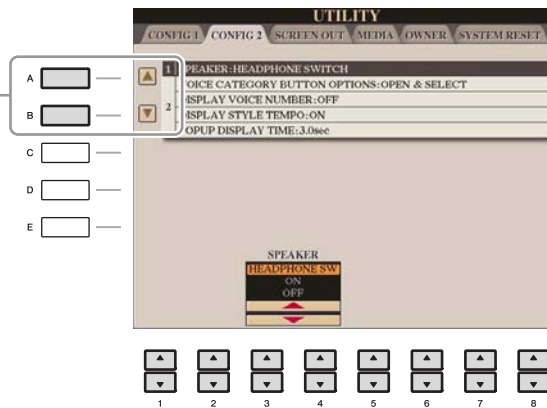 UTILITY
CONFIG 1 CONFIG 2 SCREEN OUT MEDIA OWNER SYSTEM RESET
A
B
C
D
E
1 SPEAKER:HEADPHONE SWITCH
VOICE CATEGORY BUTTON OPTIONS:OPEN & SELECT
2 DISPLAY VOICE NUMBER:OFF
DISPLAY STYLE TEMPO:ON
POPUP DISPLAY TIME:3.0sec
SPEAKER
HEADPHONE SW
ON
OFF
1 2 3 4 5 6 7 8